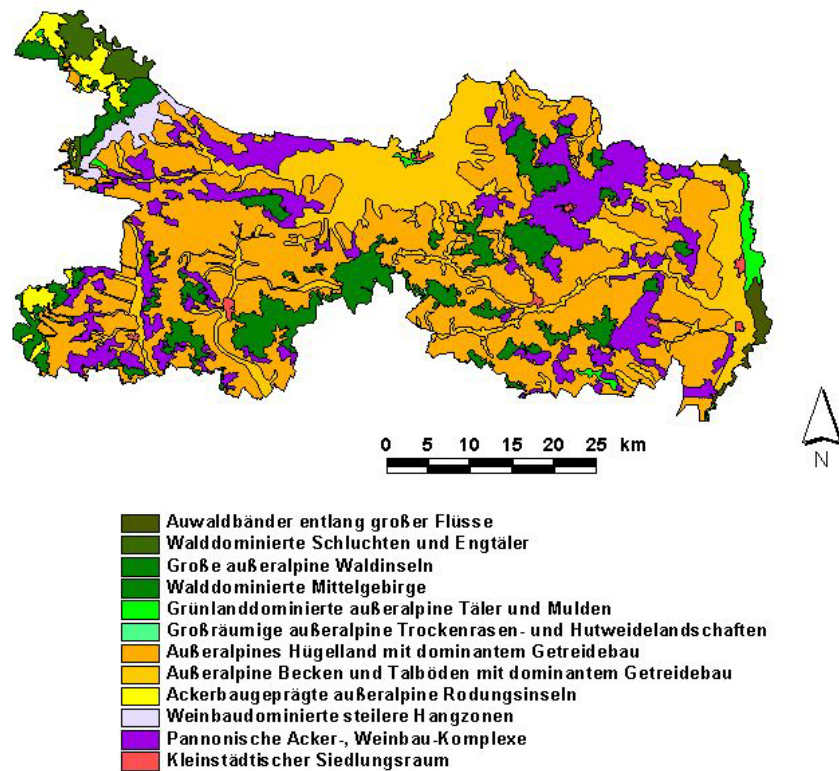 0 5 10 15 20 25 km
N
Auwaldbänder entlang großer Flüsse
Walddominierte Schluchten und Engtäler
Große außeralpine Waldinseln
Walddominierte Mittelgebirge
Grünlanddominierte außeralpine Täler und Mulden
Großräumige außeralpine Trockenrasen- und Hutweidelandschaften
Außeralpines Hügelland mit dominantem Getreidebau
Außeralpine Becken und Talböden mit dominantem Getreidebau
Ackerbaugeprägte außeralpine Rodungsinseln
Weinbaudominierte steilere Hangzonen
Pannonische Acker-, Weinbau-Komplexe
Kleinstädtischer Siedlungsraum